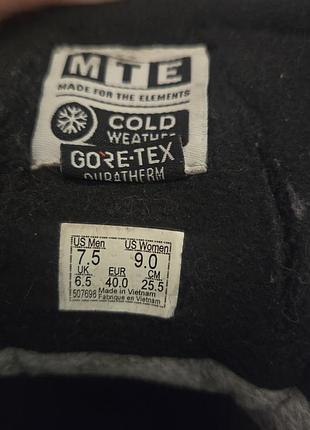 MTE
MADE FOR THE ELEMENTS
COLD
WEATHER
GORE-TEX
DURATHERM
US Men US Women
7.5 9.0
UK EUR CM
6.5 40.0 25.5
507698 Made in Vietnam
Fabriqué en Vietnam